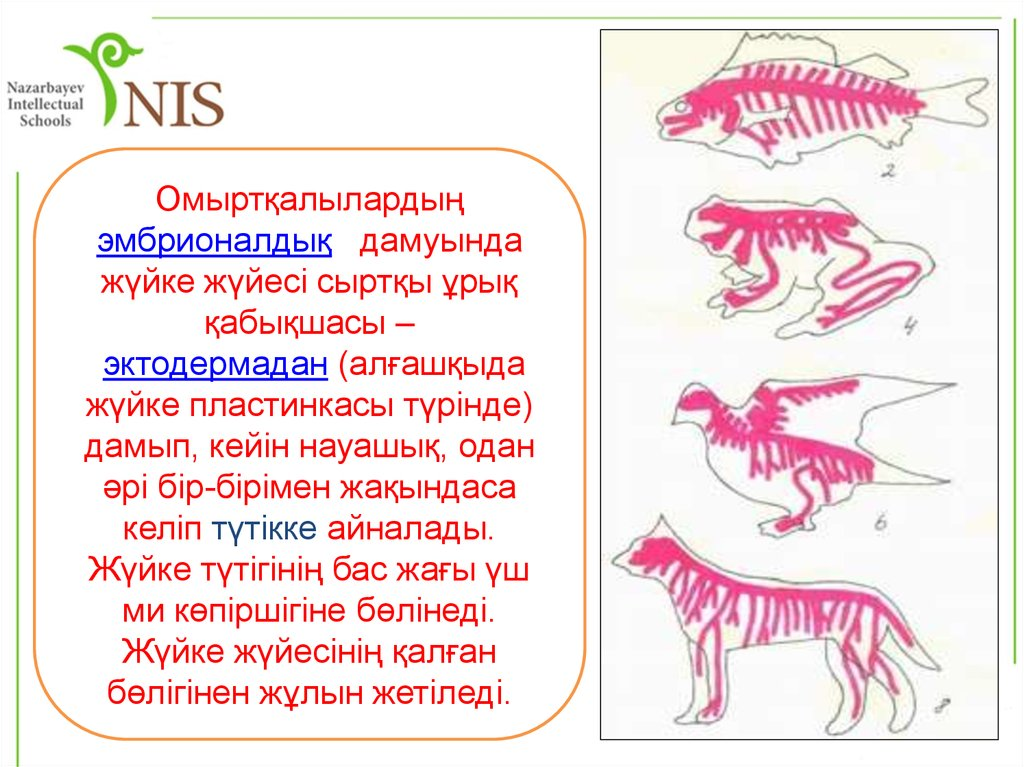 Nazarbayev
Intellectual
Schools
NIS
Омыртқалылардың
эмбрионалдық дамуында
жүйке жүйесі сыртқы ұрық
қабықшасы –
эктодермадан (алғашқыда
жүйке пластинкасы түрінде)
дамып, кейін науашық, одан
әрі бір-бірімен жақындаса
келіп түтікке айналады.
Жүйке түтігінің бас жағы үш
ми көпіршігіне бөлінеді.
Жүйке жүйесінің қалған
бөлігінен жұлын жетіледі.
2
4
6
8